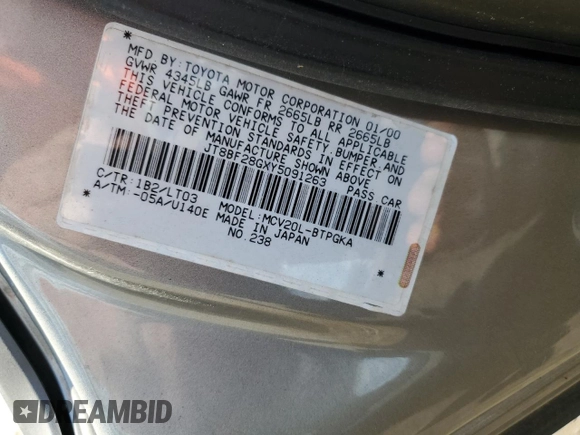 MFD BY:TOYOTA MOTOR CORPORATION 01/00
GVWR 4345LB GAWR FR 2665LB RR 2665LB
THIS VEHICLE CONFORMS TO ALL APPLICABLE
FEDERAL MOTOR VEHICLE SAFETY,BUMPER,AND
THEFT PREVENTION STANDARDS IN EFFECT ON
THE DATE OF MANUFACTURE SHOWN ABOVE
JT8BF28GXY5091263 PASS.CAR
C/TR:1B2/LT03 MODEL:MCV20L-BTPGKA
A/TM:-05A/U140E MADE IN JAPAN
NO.238
DREAMBID